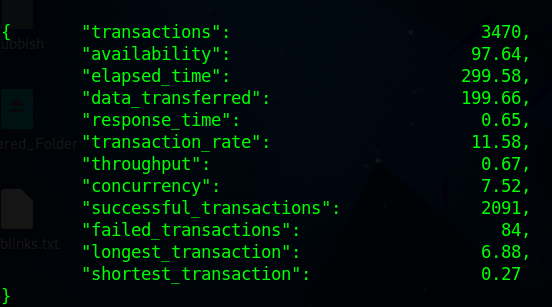 { "transactions": 3470,
"availability": 97.64,
"elapsed_time": 299.58,
"data_transferred": 199.66,
"response_time": 0.65,
"transaction_rate": 11.58,
"throughput": 0.67,
"concurrency": 7.52,
"successful_transactions": 2091,
"failed_transactions": 84,
"longest_transaction": 6.88,
"shortest_transaction": 0.27
}
ubbish
ared_Folder
blinks.txt